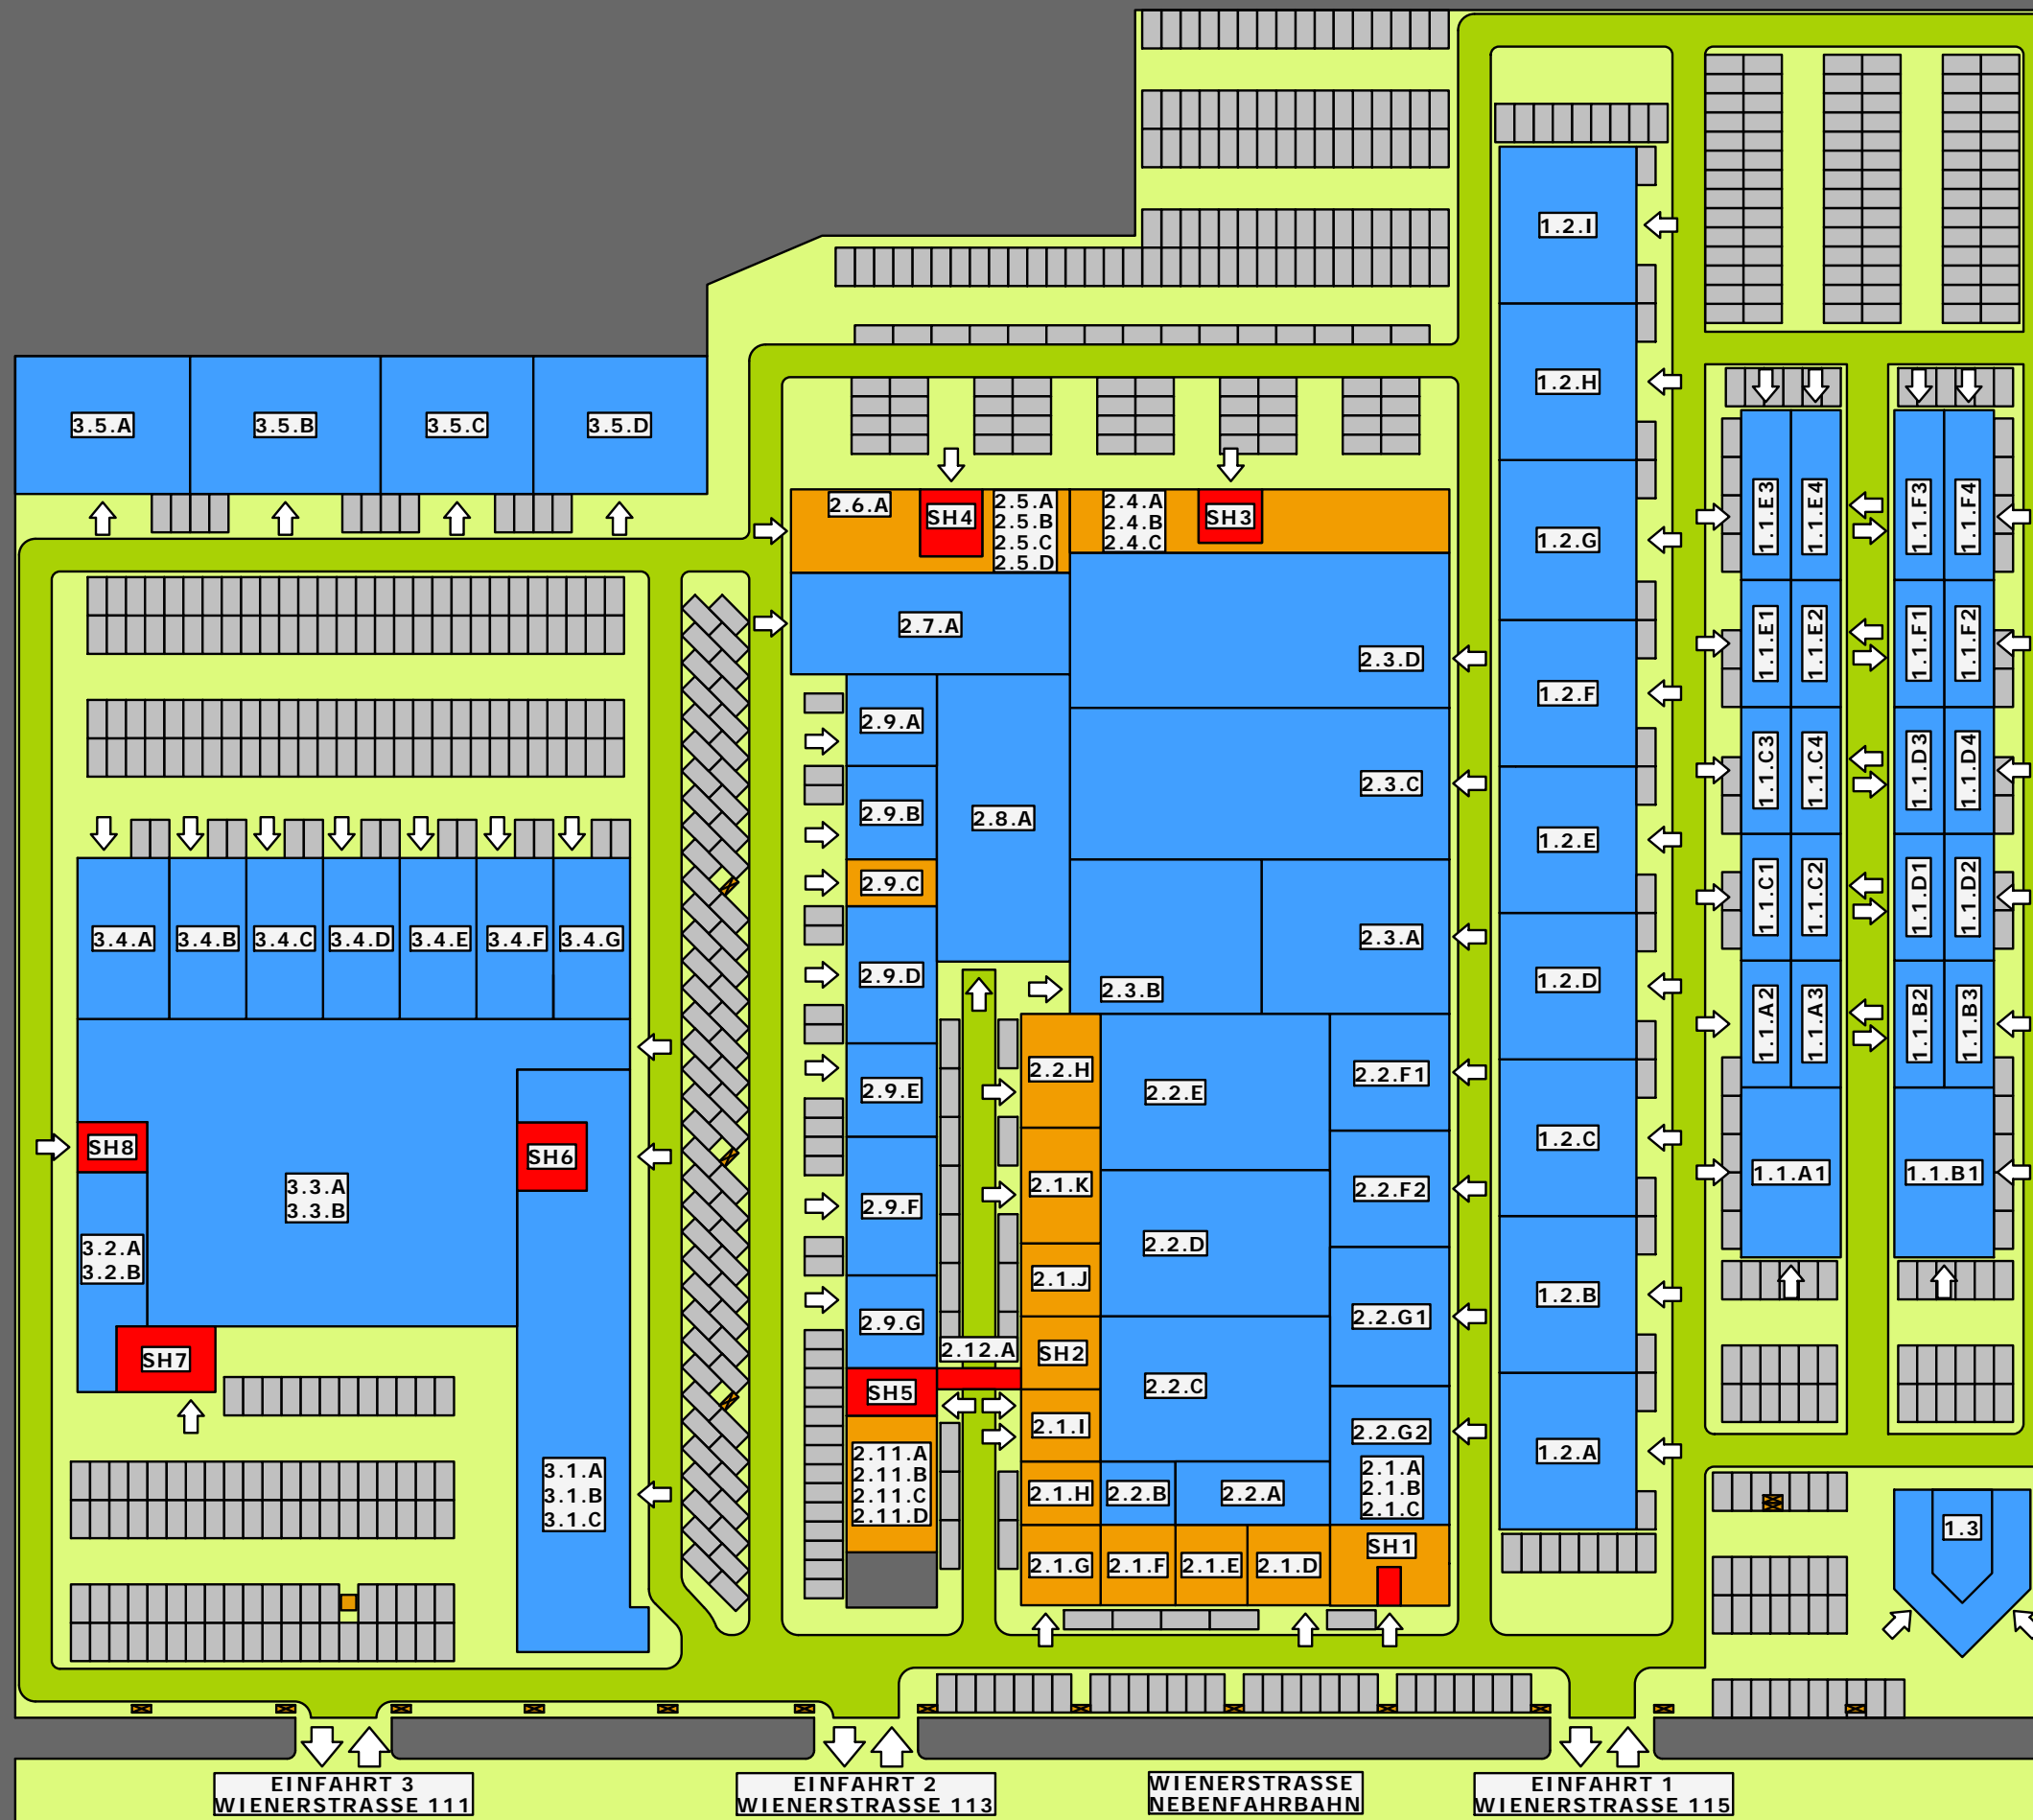 1.2.I
1.2.H
3.5.A
3.5.B
3.5.C
3.5.D
2.6.A
SH4
2.5.A
2.5.B
2.5.C
2.5.D
2.4.A
2.4.B
2.4.C
SH3
1.2.G
1.1.E3
1.1.E4
1.1.F3
1.1.F4
2.7.A
2.3.D
1.2.F
1.1.E1
1.1.E2
1.1.F1
1.1.F2
2.9.A
2.3.C
1.1.C3
1.1.C4
1.1.D3
1.1.D4
2.9.B
2.8.A
1.2.E
2.9.C
1.1.C1
1.1.C2
1.1.D1
1.1.D2
3.4.A
3.4.B
3.4.C
3.4.D
3.4.E
3.4.F
3.4.G
2.3.A
2.9.D
2.3.B
1.2.D
1.1.A2
1.1.A3
1.1.B2
1.1.B3
2.2.H
2.2.F1
2.9.E
2.2.E
SH8
SH6
1.2.C
1.1.A1
1.1.B1
3.3.A
3.3.B
2.1.K
2.2.F2
2.9.F
3.2.A
3.2.B
2.2.D
2.1.J
1.2.B
2.9.G
2.2.G1
2.12.A
SH2
SH7
SH5
2.2.C
2.1.I
2.2.G2
1.2.A
2.11.A
2.11.B
2.11.C
2.11.D
2.1.A
2.1.B
2.1.C
3.1.A
3.1.B
3.1.C
2.1.H
2.2.B
2.2.A
1.3
SH1
2.1.G
2.1.F
2.1.E
2.1.D
EINFAHRT 3
WIENERSTRASSE 111
EINFAHRT 2
WIENERSTRASSE 113
WIENERSTRASSE
NEBENFAHRBAHN
EINFAHRT 1
WIENERSTRASSE 115